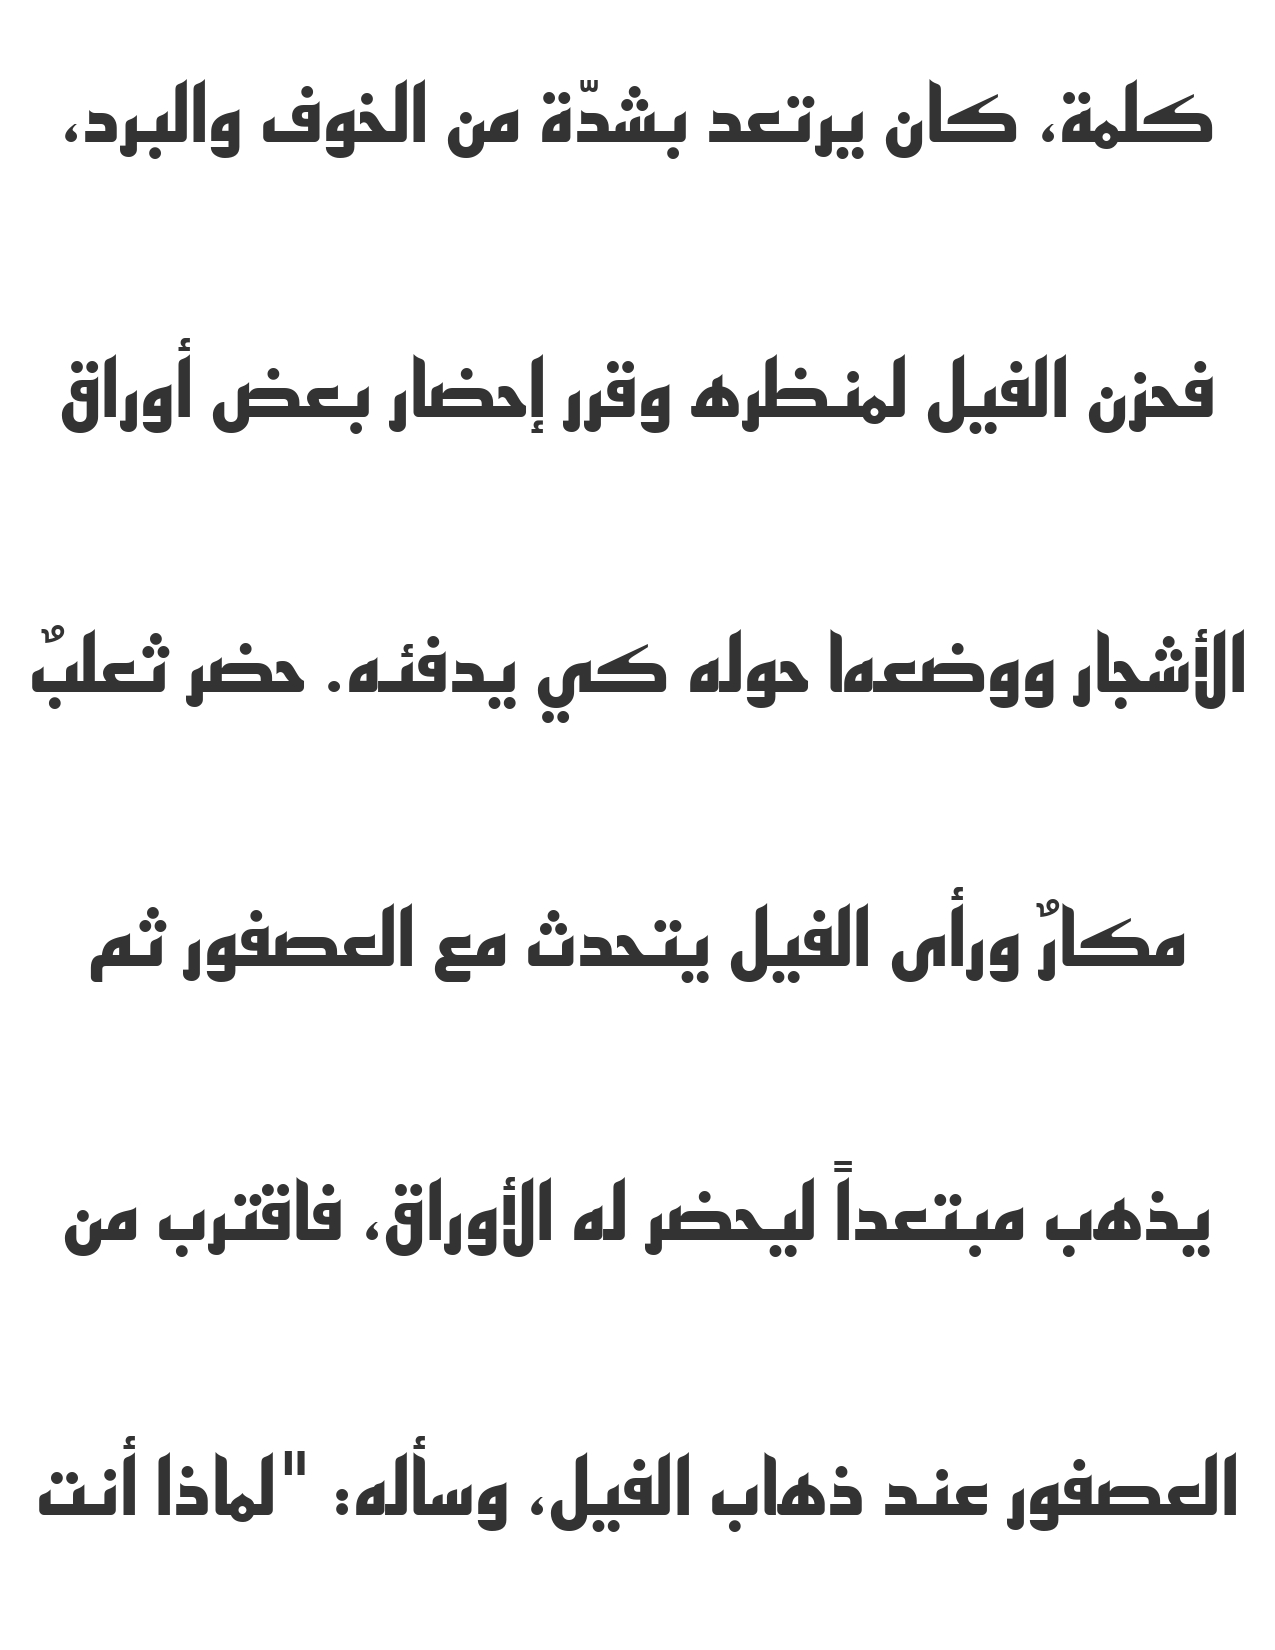 كلمة، كان يرتعد بشدّة من الخوف والبرد،
فحزن الفيل لمنظره وقرر إحضار بعض أوراق
الأشجار ووضعها حوله كي يدفئه. حضر ثعلبٌ
مكارٌ ورأى الفيل يتحدث مع العصفور ثم
يذهب مبتعداً ليحضر له الأوراق، فاقترب من
العصفور عند ذهاب الفيل، وسأله: "لماذا أنت